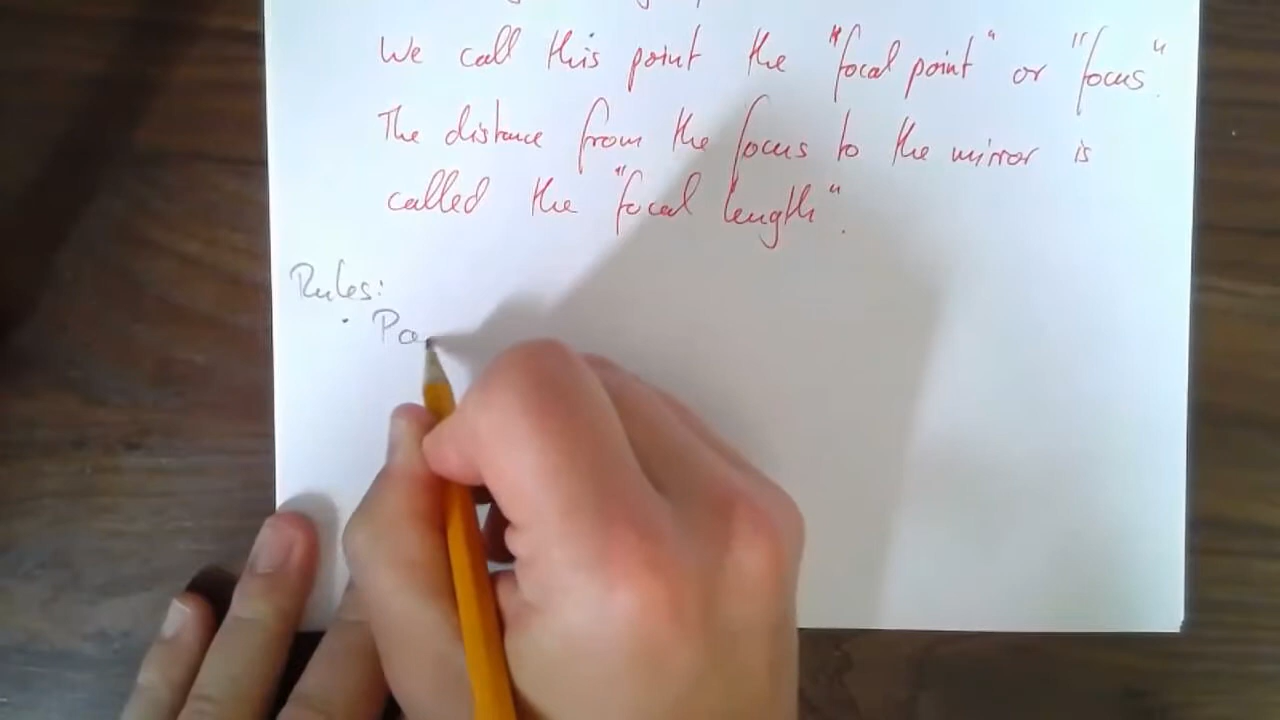 We call this point the "focal point" or "focus".
The distance from the focus to the mirror is
called the "focal length".
Rules:
· Pa